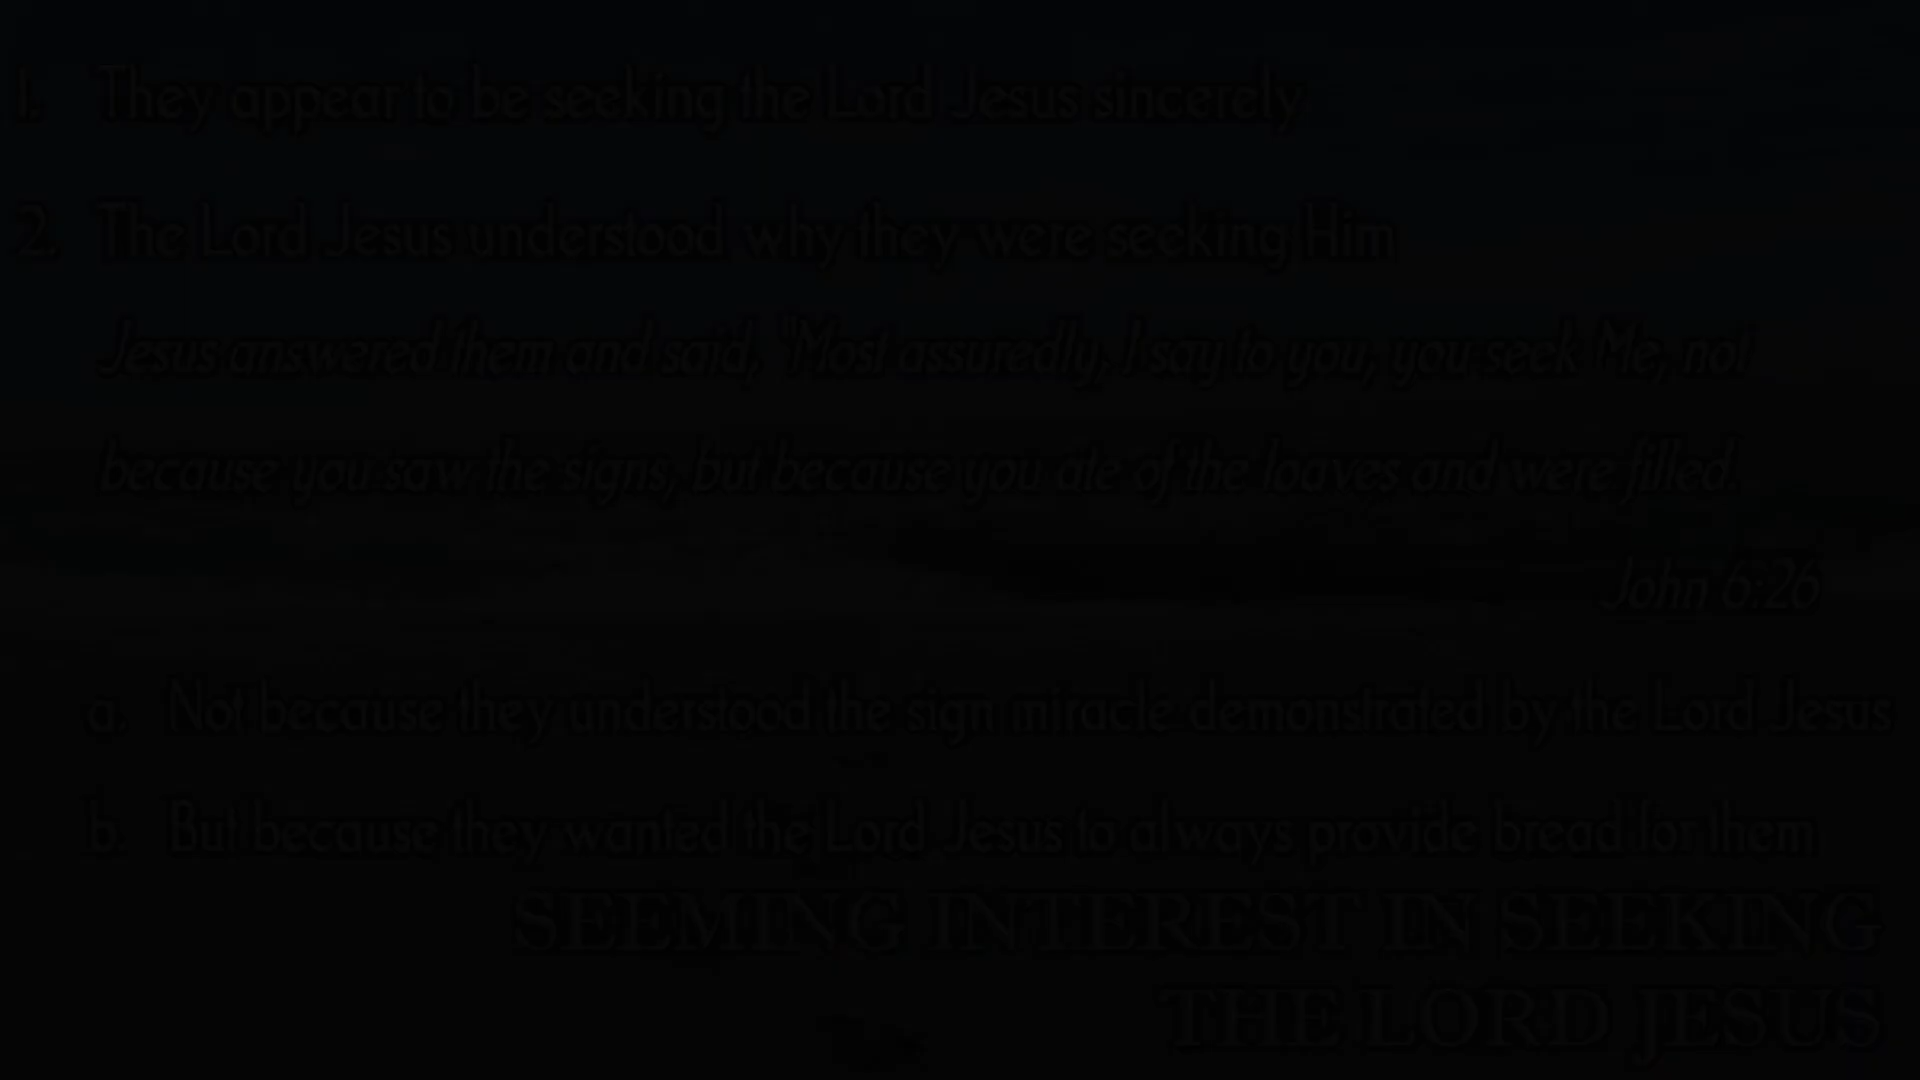 1. They appear to be seeking the Lord Jesus sincerely
2. The Lord Jesus understood why they were seeking Him
Jesus answered them and said, "Most assuredly, I say to you, you seek Me, not
because you saw the signs, but because you ate of the loaves and were filled.
John 6:26
a. Not because they understood the sign miracle demonstrated by the Lord Jesus
b. But because they wanted the Lord Jesus to always provide bread for them
SEEMING INTEREST IN SEEKING
THE LORD JESUS